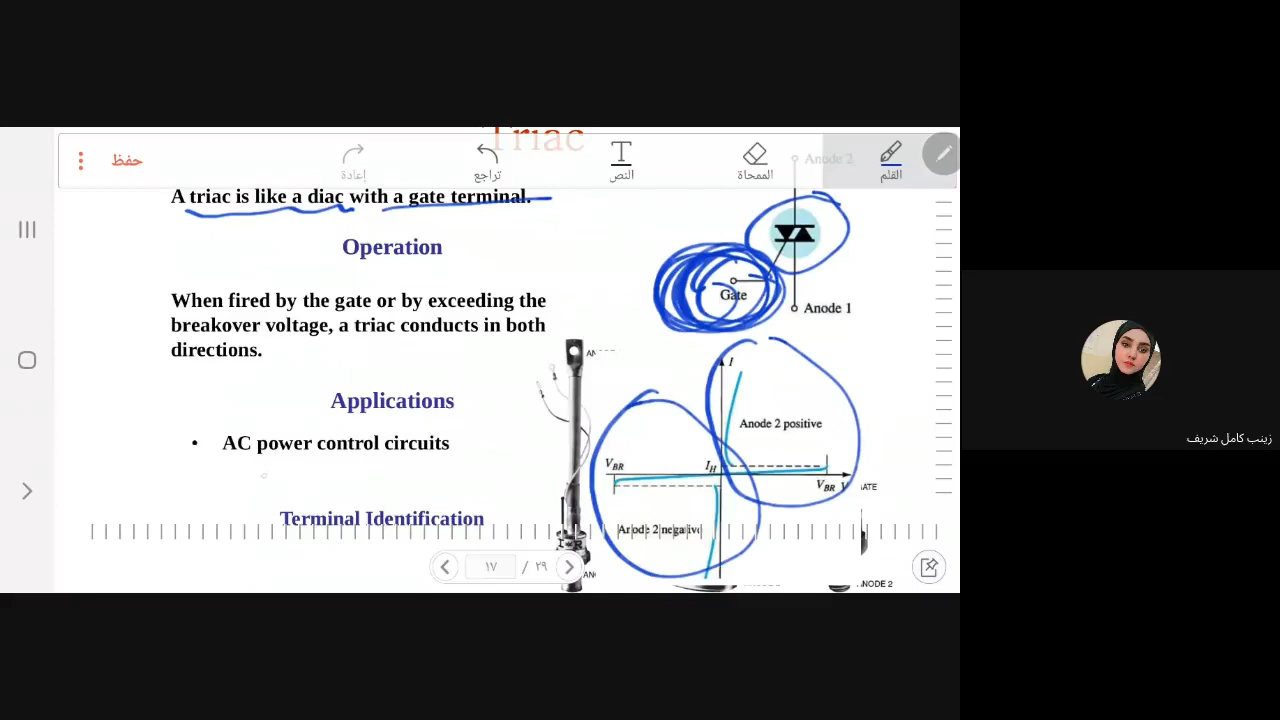 Triac
حفظ
إعادة
تراجع
النص
الممحاة
القلم
Anode 2
A triac is like a diac with a gate terminal.
Operation
Gate
Anode 1
When fired by the gate or by exceeding the
breakover voltage, a triac conducts in both
directions.
AN
I
Applications
Anode 2 positive
AC power control circuits
VBR
IH
VBR V
GATE
Terminal Identification
Anode 2 negative
١٧ / ٢٩
AN
ANODE 2
زينب كامل شريف